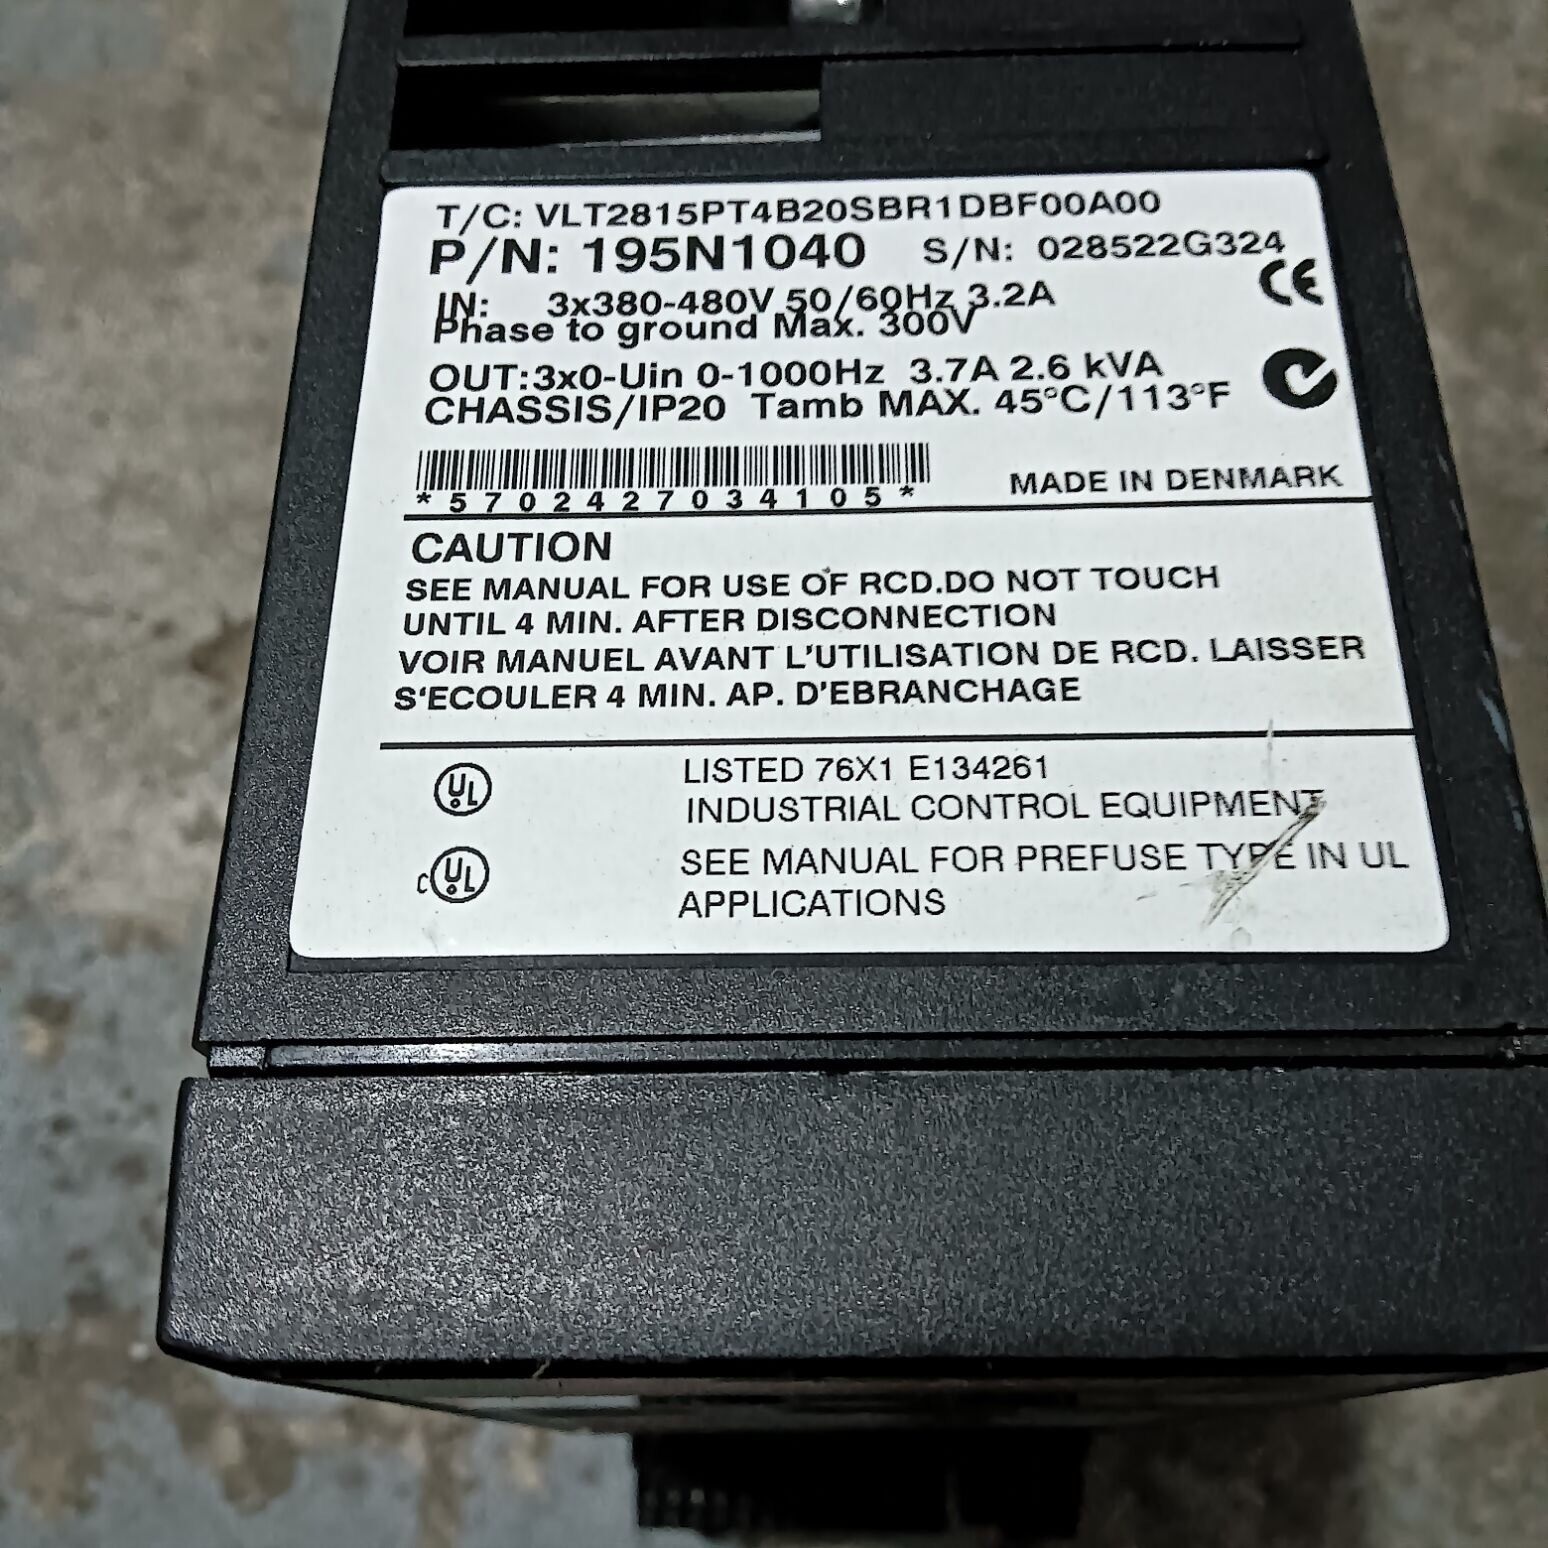 T/C: VLT2815PT4B20SBR1DBF00A00
P/N: 195N1040 S/N: 028522G324
IN: 3x380-480V 50/60Hz 3.2A
Phase to ground Max. 300V
CE
OUT:3x0-Uin 0-1000Hz 3.7A 2.6 kVA
CHASSIS/IP20 Tamb MAX. 45°C/113°F
*5702427034105*
MADE IN DENMARK
CAUTION
SEE MANUAL FOR USE OF RCD.DO NOT TOUCH
UNTIL 4 MIN. AFTER DISCONNECTION
VOIR MANUEL AVANT L'UTILISATION DE RCD. LAISSER
S'ECOULER 4 MIN. AP. D'EBRANCHAGE
UL LISTED 76X1 E134261
INDUSTRIAL CONTROL EQUIPMENT
c UL SEE MANUAL FOR PREFUSE TYPE IN UL
APPLICATIONS